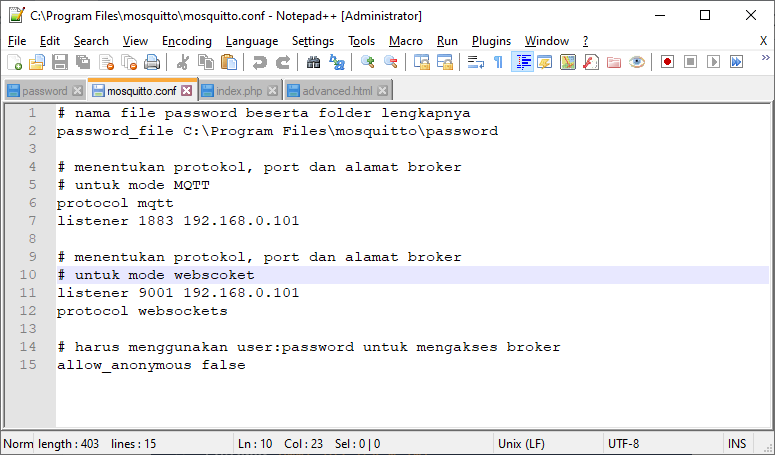 C:\Program Files\mosquitto\mosquitto.conf - Notepad++ [Administrator]
File Edit Search View Encoding Language Settings Tools Macro Run Plugins Window ? X
password mosquitto.conf index.php advanced.html
1 # nama file password beserta folder lengkapnya
2 password_file C:\Program Files\mosquitto\password
3
4 # menentukan protokol, port dan alamat broker
5 # untuk mode MQTT
6 protocol mqtt
7 listener 1883 192.168.0.101
8
9 # menentukan protokol, port dan alamat broker
10 # untuk mode webscoket
11 listener 9001 192.168.0.101
12 protocol websockets
13
14 # harus menggunakan user:password untuk mengakses broker
15 allow_anonymous false
Norm length : 403 lines : 15 Ln : 10 Col : 23 Sel : 0 | 0 Unix (LF) UTF-8 INS